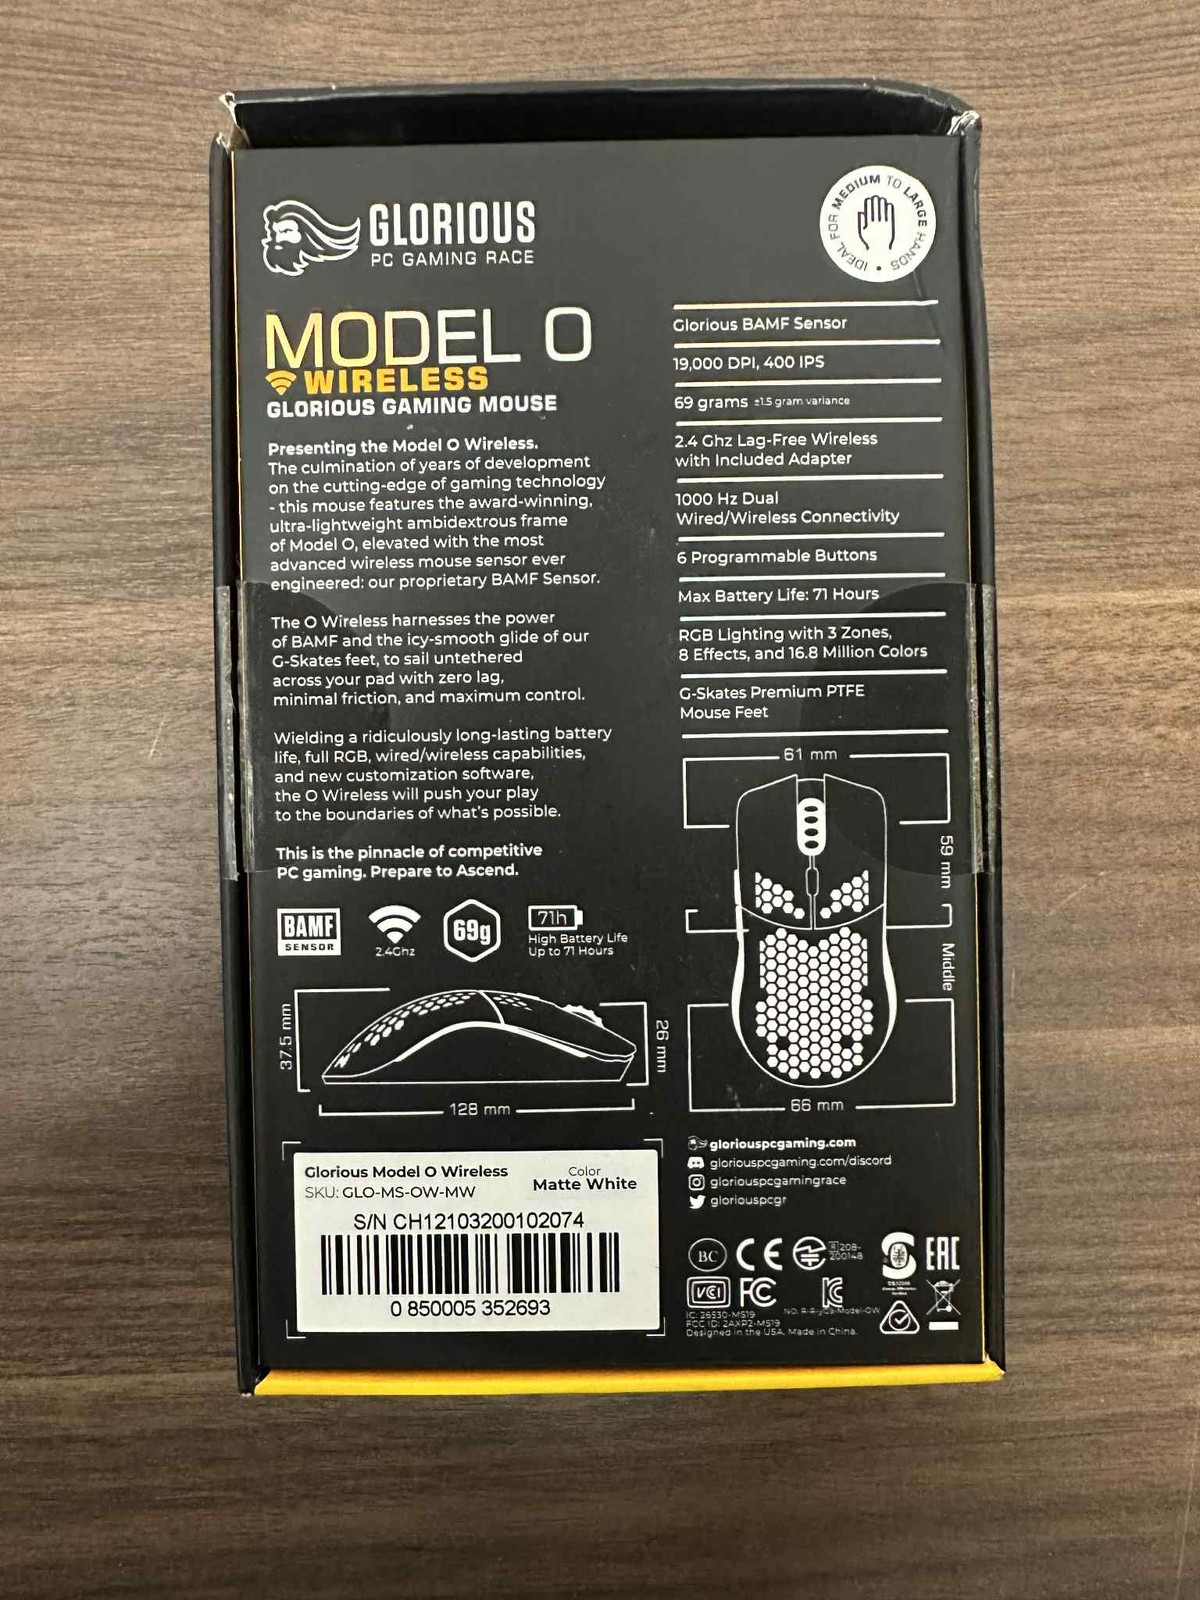 GLORIOUS
PC GAMING RACE
IDEAL FOR MEDIUM TO LARGE HANDS •
MODEL O
WIRELESS
GLORIOUS GAMING MOUSE
Presenting the Model O Wireless.
The culmination of years of development
on the cutting-edge of gaming technology
- this mouse features the award-winning,
ultra-lightweight ambidextrous frame
of Model O, elevated with the most
advanced wireless mouse sensor ever
engineered: our proprietary BAMF Sensor.
The O Wireless harnesses the power
of BAMF and the icy-smooth glide of our
G-Skates feet, to sail untethered
across your pad with zero lag,
minimal friction, and maximum control.
Wielding a ridiculously long-lasting battery
life, full RGB, wired/wireless capabilities,
and new customization software,
the O Wireless will push your play
to the boundaries of what's possible.
This is the pinnacle of competitive
PC gaming. Prepare to Ascend.
BAMF
SENSOR
2.4Ghz
69g
71h
High Battery Life
Up to 71 Hours
37.5 mm
26 mm
128 mm
Glorious BAMF Sensor
19,000 DPI, 400 IPS
69 grams ±1.5 gram variance
2.4 Ghz Lag-Free Wireless
with Included Adapter
1000 Hz Dual
Wired/Wireless Connectivity
6 Programmable Buttons
Max Battery Life: 71 Hours
RGB Lighting with 3 Zones,
8 Effects, and 16.8 Million Colors
G-Skates Premium PTFE
Mouse Feet
61 mm
59 mm
Middle
66 mm
Glorious Model O Wireless
SKU: GLO-MS-OW-MW
Color
Matte White
S/N CH12103200102074
0 850005 352693
gloriouspcgaming.com
gloriouspcgaming.com/discord
gloriouspcgamingrace
gloriouspcgr
BC CE R 208-
200148 EAC
VCI FC
IC: 26530-MS19
FCC ID: 2AXP2-MS19
Designed in the USA, Made in China.